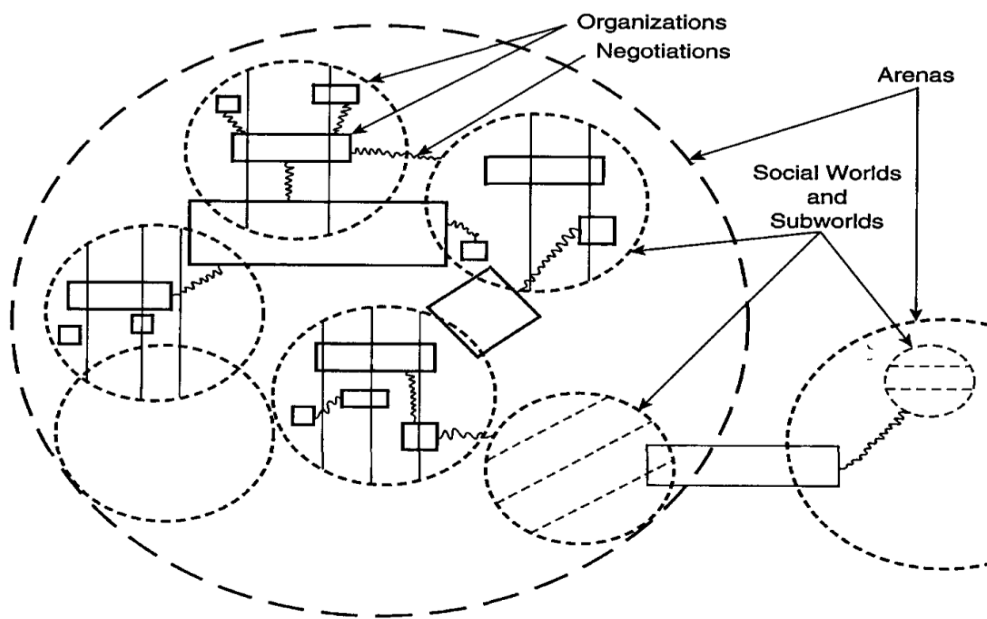 Organizations
Negotiations
Arenas
Social Worlds
and
Subworlds